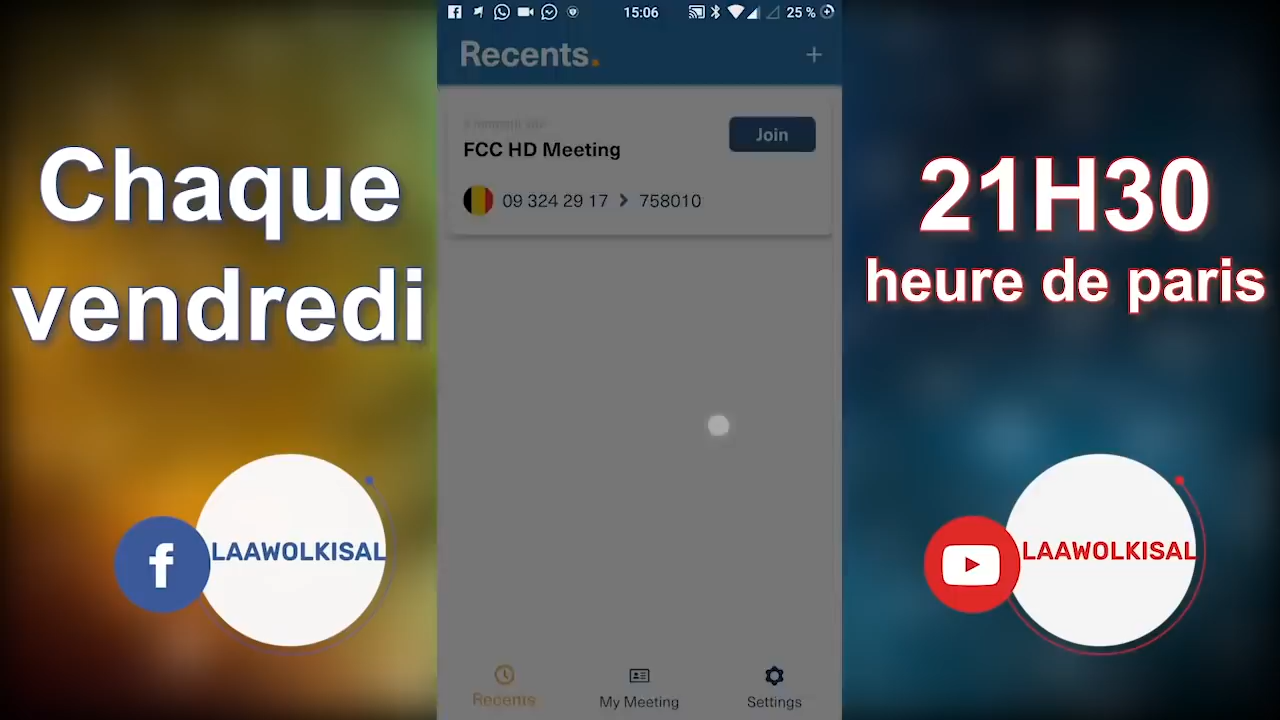 Chaque
vendredi
LAAWOLKISAL
15:06
25 %
Recents.
FCC HD Meeting
Join
09 324 29 17 > 758010
Recents
My Meeting
Settings
21H30
heure de paris
LAAWOLKISAL